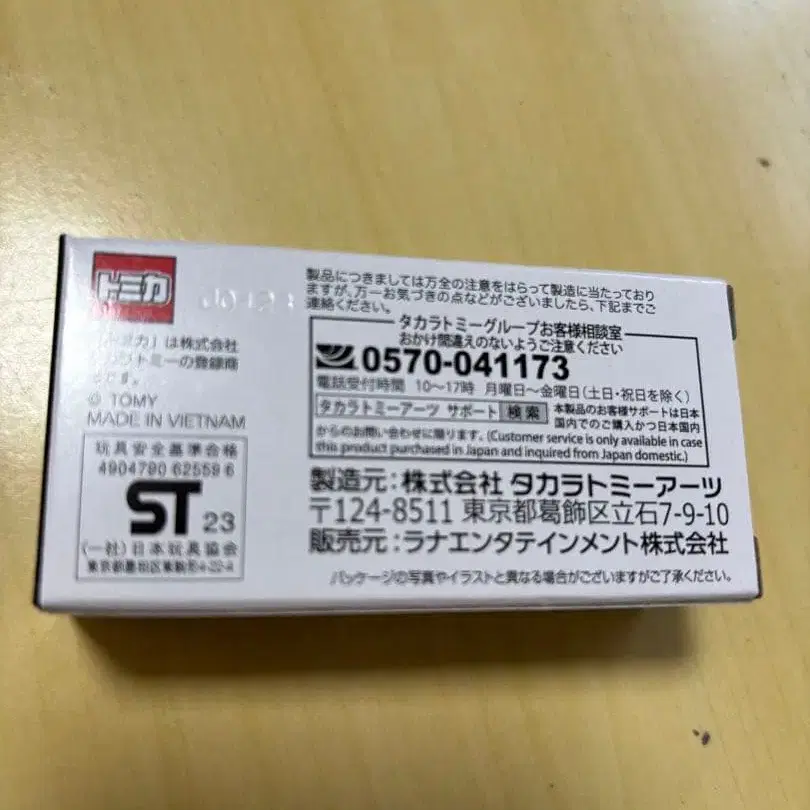 トミカ
」は株式会社
トミーの登録商
です。
© TOMY
MADE IN VIETNAM
玩具安全基準合格
4904790 62559 6
ST 23
(一社)日本玩具協会
東京都墨田区東駒形4-22-4
製品につきましては万全の注意をはらって製造に当たっており
ますが、万一お気づきの点などがございましたら、下記までご
連絡ください。
タカラトミーグループお客様相談室
おかけ間違えのないようご注意ください
0570-041173
電話受付時間 10〜17時 月曜日〜金曜日(土日・祝日を除く)
タカラトミーアーツ サポート 検索 本製品のお客様サポートは日本
国内でのご購入かつ日本国内
からのお問い合わせに限ります。(Customer service is only available in case
this product purchased in Japan and inquired from Japan domestic.)
製造元:株式会社 タカラトミーアーツ
〒124-8511 東京都葛飾区立石7-9-10
販売元:ラナエンタテインメント株式会社
パッケージの写真やイラストと異なる場合がございますがご了承ください。